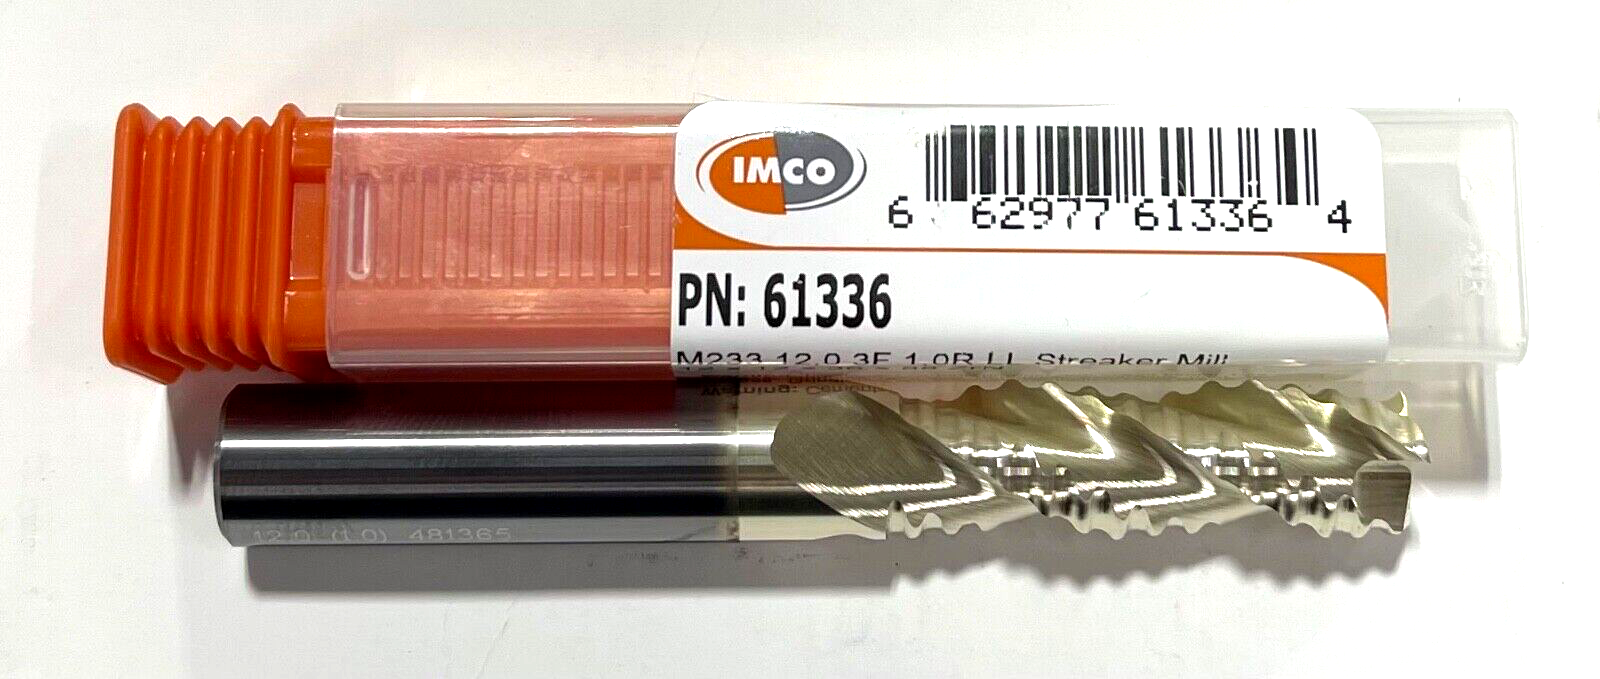 IMCO
6 62977 61336 4
PN: 61336
M233 12.0 3F 1.0R LL Streaker Mill
12.0 (1.0) 481365